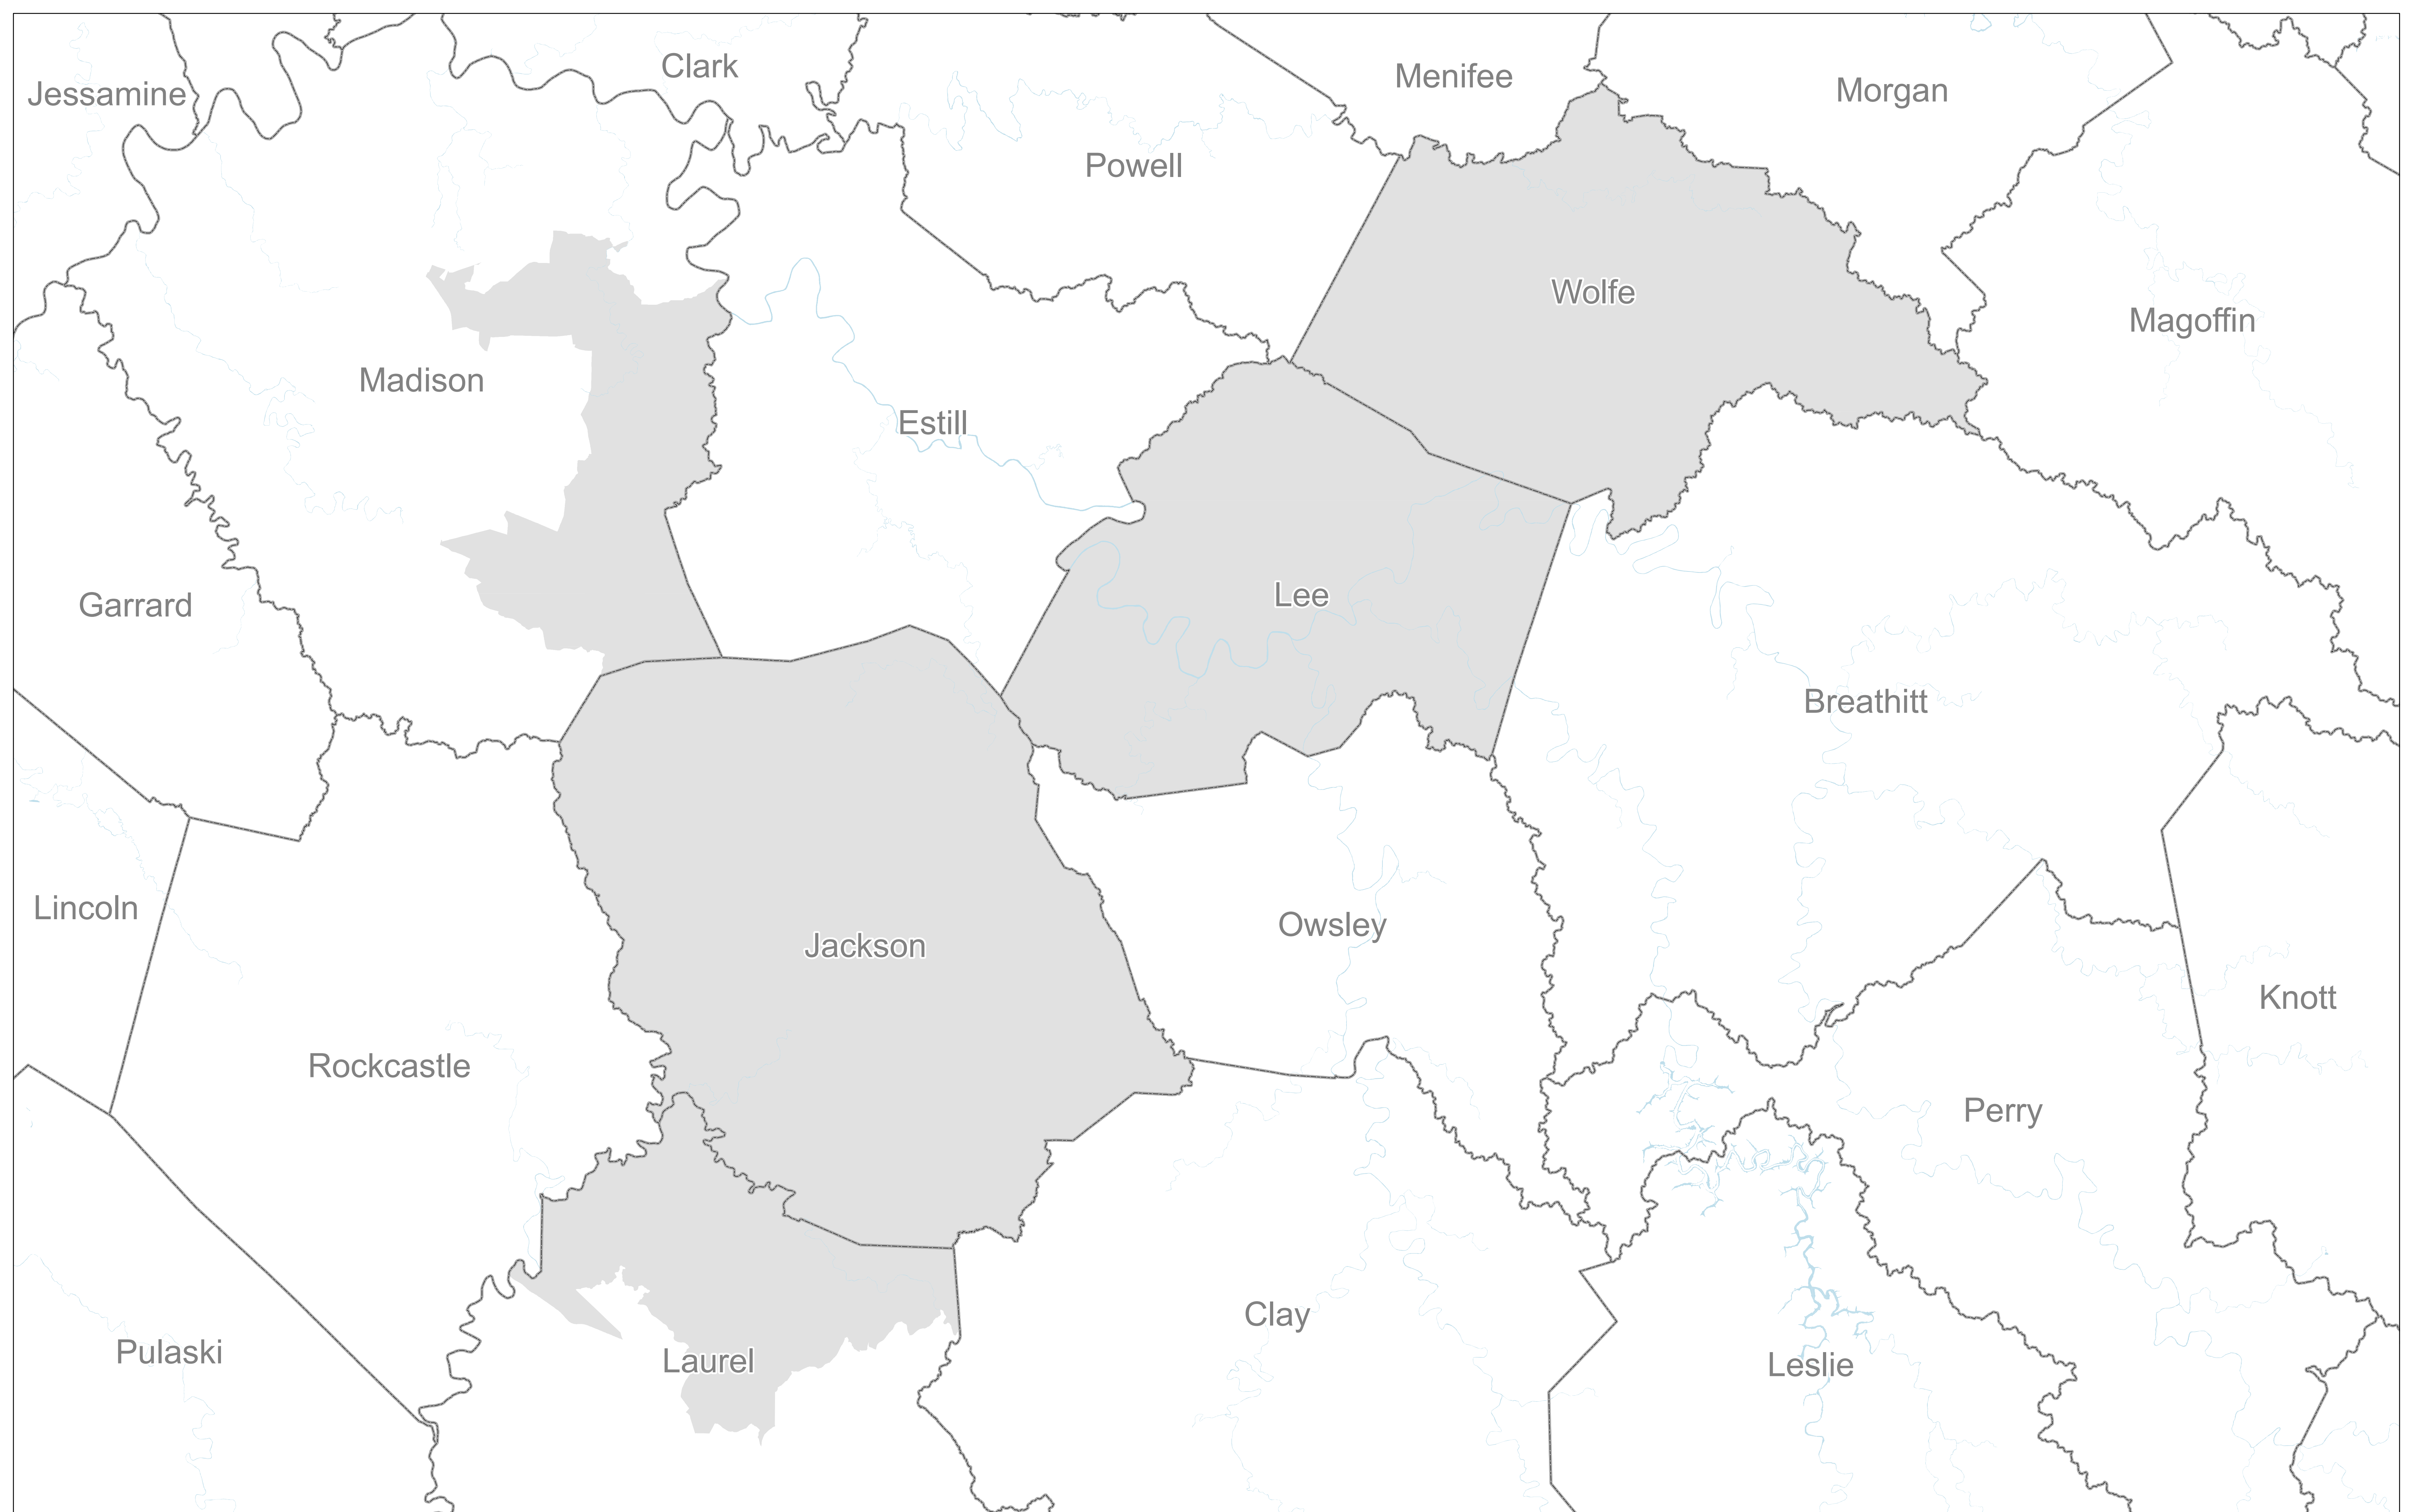 Clark
Menifee
Morgan
Jessamine
Powell
Wolfe
Magoffin
Madison
Estill
Lee
Garrard
Breathitt
Lincoln
Owsley
Jackson
Knott
Rockcastle
Perry
Clay
Pulaski
Laurel
Leslie